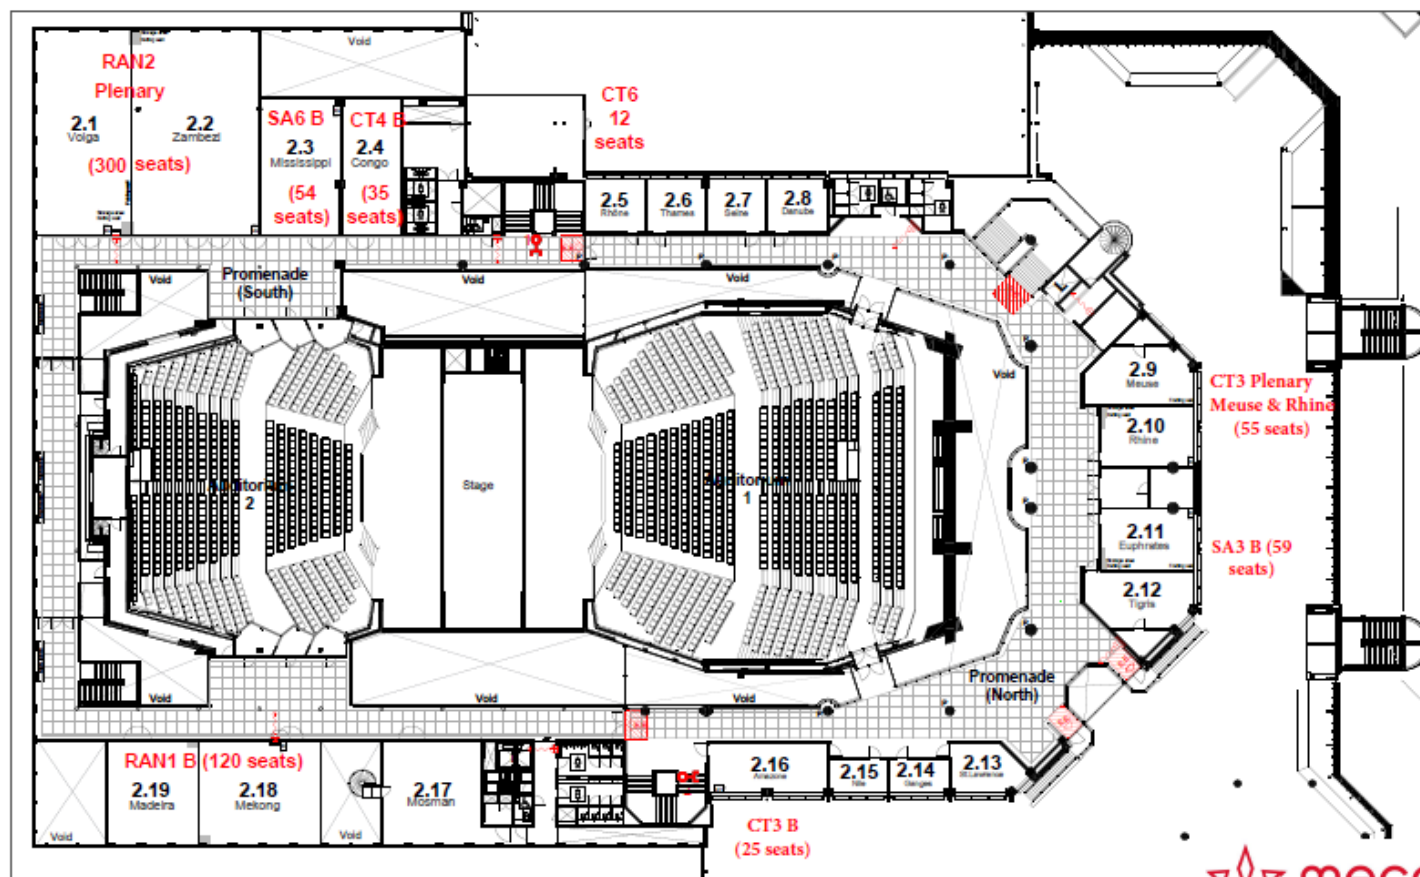 Void
RAN2
Plenary
2.1
Volga
2.2
Zambezi
(300 seats)
SA6 B
2.3
Mississippi
(54
seats)
CT4 B
2.4
Congo
(35
seats)
CT6
12
seats
2.5
Rhône
2.6
Thames
2.7
Seine
2.8
Danube
Promenade
(South)
Void
Void
Void
Void
2.9
Meuse
CT3 Plenary
Meuse & Rhine
(55 seats)
2.10
Rhine
Auditorium
2
Stage
Auditorium
1
2.11
Euphrates
SA3 B (59
seats)
2.12
Tigris
Promenade
(North)
Void
Void
Void
RAN1 B (120 seats)
2.19
Madeira
2.18
Mekong
2.17
Mosman
Void
Void
2.16
Amazone
2.15
Nile
2.14
Ganges
2.13
St.Lawrence
CT3 B
(25 seats)